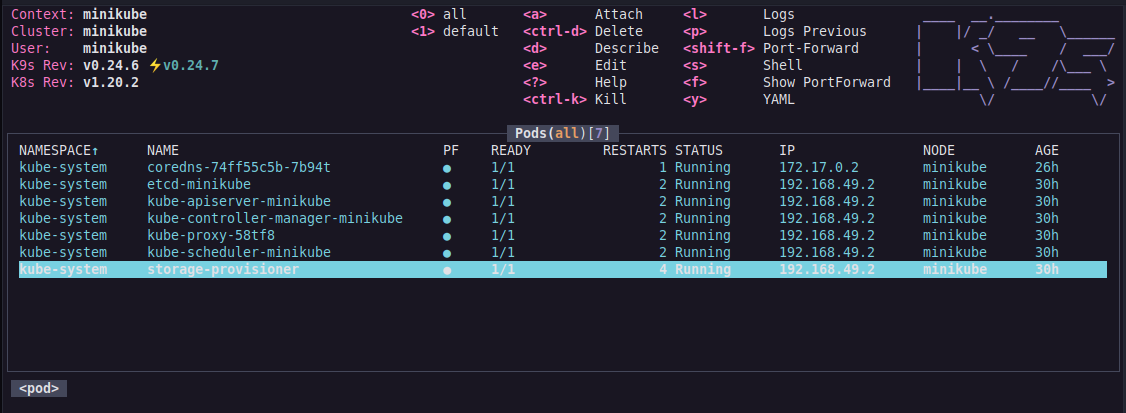 Context: minikube <0> all <a> Attach <l> Logs
Cluster: minikube <1> default <ctrl-d> Delete <p> Logs Previous
User: minikube <d> Describe <shift-f> Port-Forward
K9s Rev: v0.24.6 ⚡v0.24.7 <e> Edit <s> Shell
K8s Rev: v1.20.2 <?> Help <f> Show PortForward
<ctrl-k> Kill <y> YAML
K9s
Pods(all)[7]
NAMESPACE↑ NAME PF READY RESTARTS STATUS IP NODE AGE
kube-system coredns-74ff55c5b-7b94t ● 1/1 1 Running 172.17.0.2 minikube 26h
kube-system etcd-minikube ● 1/1 2 Running 192.168.49.2 minikube 30h
kube-system kube-apiserver-minikube ● 1/1 2 Running 192.168.49.2 minikube 30h
kube-system kube-controller-manager-minikube ● 1/1 2 Running 192.168.49.2 minikube 30h
kube-system kube-proxy-58tf8 ● 1/1 2 Running 192.168.49.2 minikube 30h
kube-system kube-scheduler-minikube ● 1/1 2 Running 192.168.49.2 minikube 30h
kube-system storage-provisioner ● 1/1 4 Running 192.168.49.2 minikube 30h
<pod>